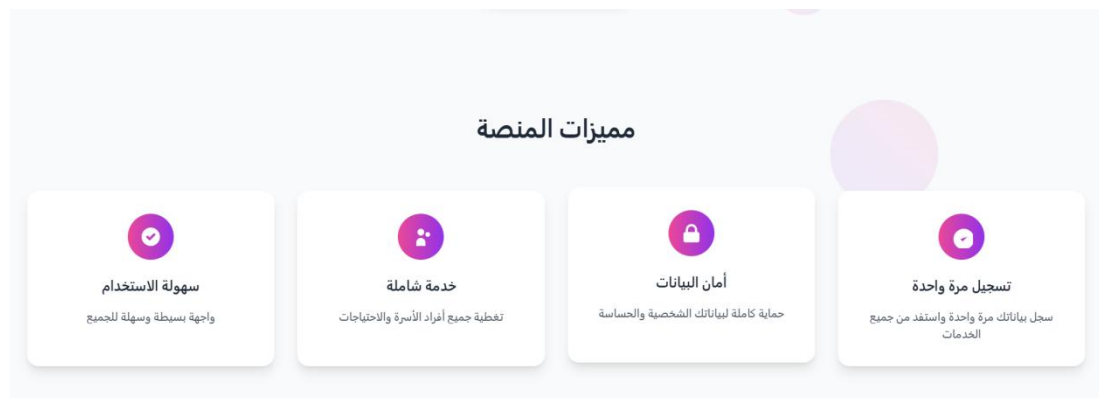 مميزات المنصة
تسجيل مرة واحدة
سجل بياناتك مرة واحدة واستفد من جميع
الخدمات
أمان البيانات
حماية كاملة لبياناتك الشخصية والحساسة
خدمة شاملة
تغطية جميع أفراد الأسرة والاحتياجات
سهولة الاستخدام
واجهة بسيطة وسهلة للجميع